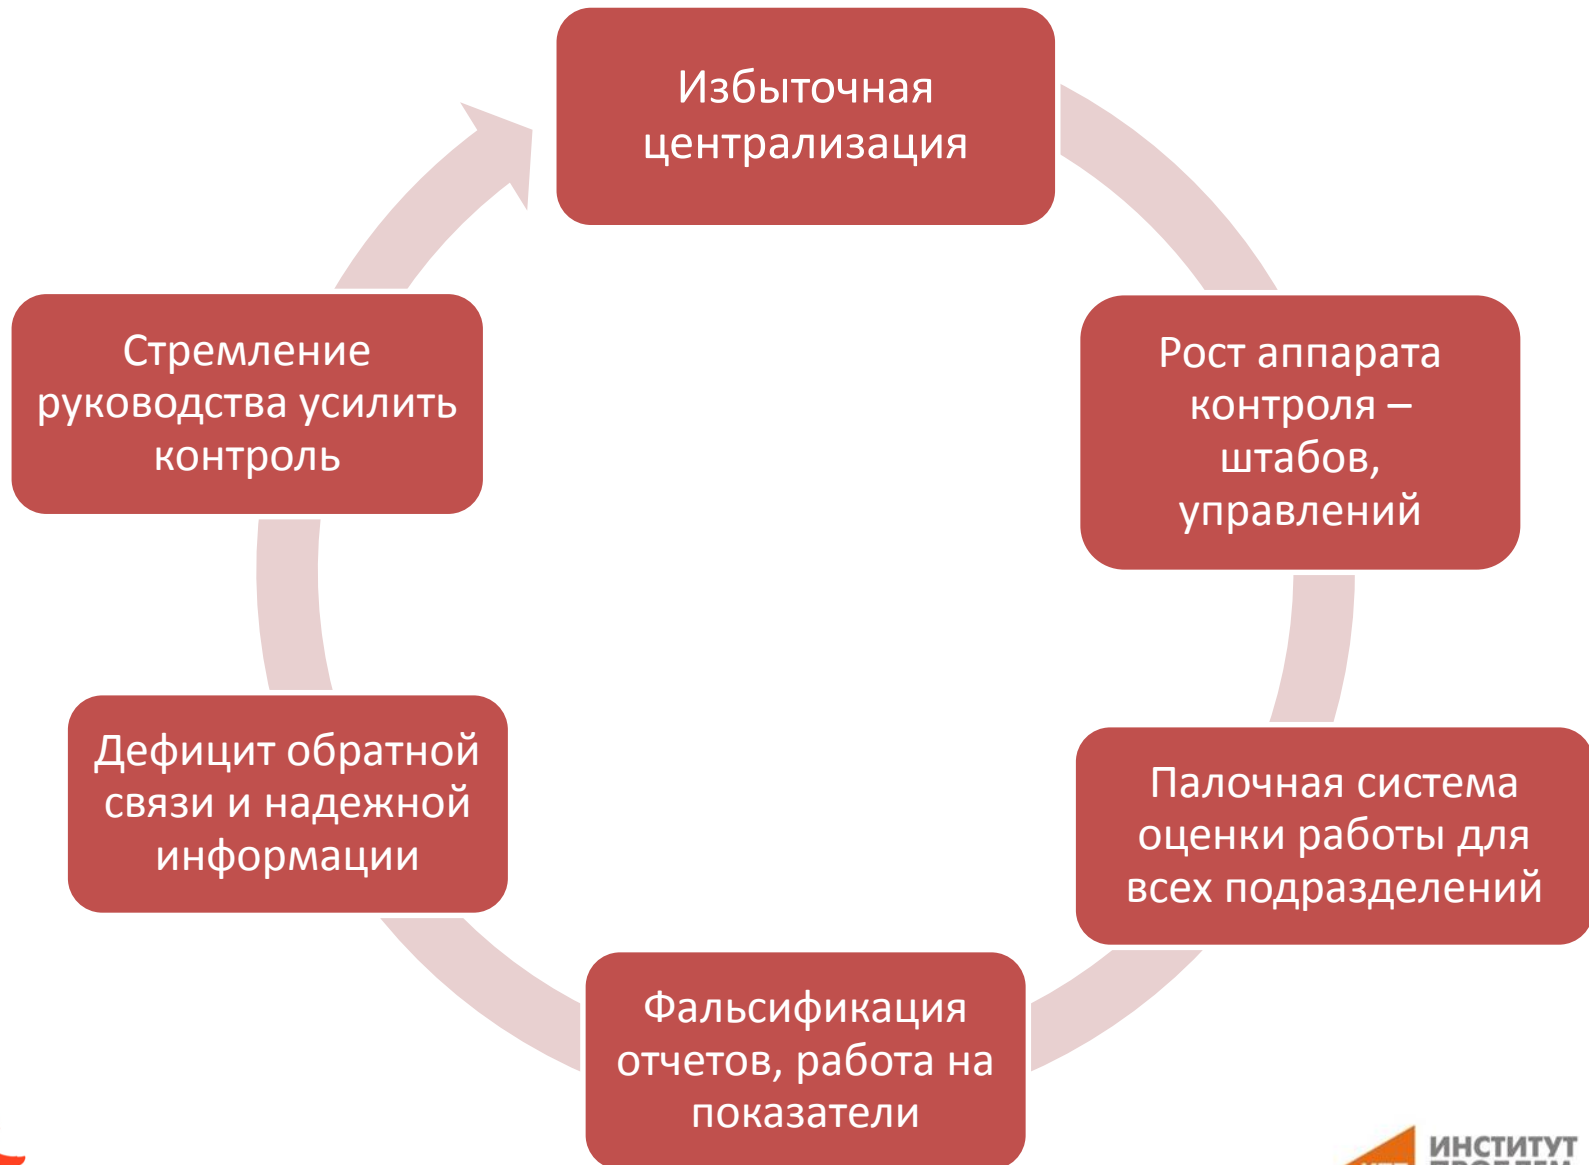 Избыточная
централизация
Рост аппарата
контроля –
штабов,
управлений
Палочная система
оценки работы для
всех подразделений
Фальсификация
отчетов, работа на
показатели
Дефицит обратной
связи и надежной
информации
Стремление
руководства усилить
контроль
ИНСТИТУТ